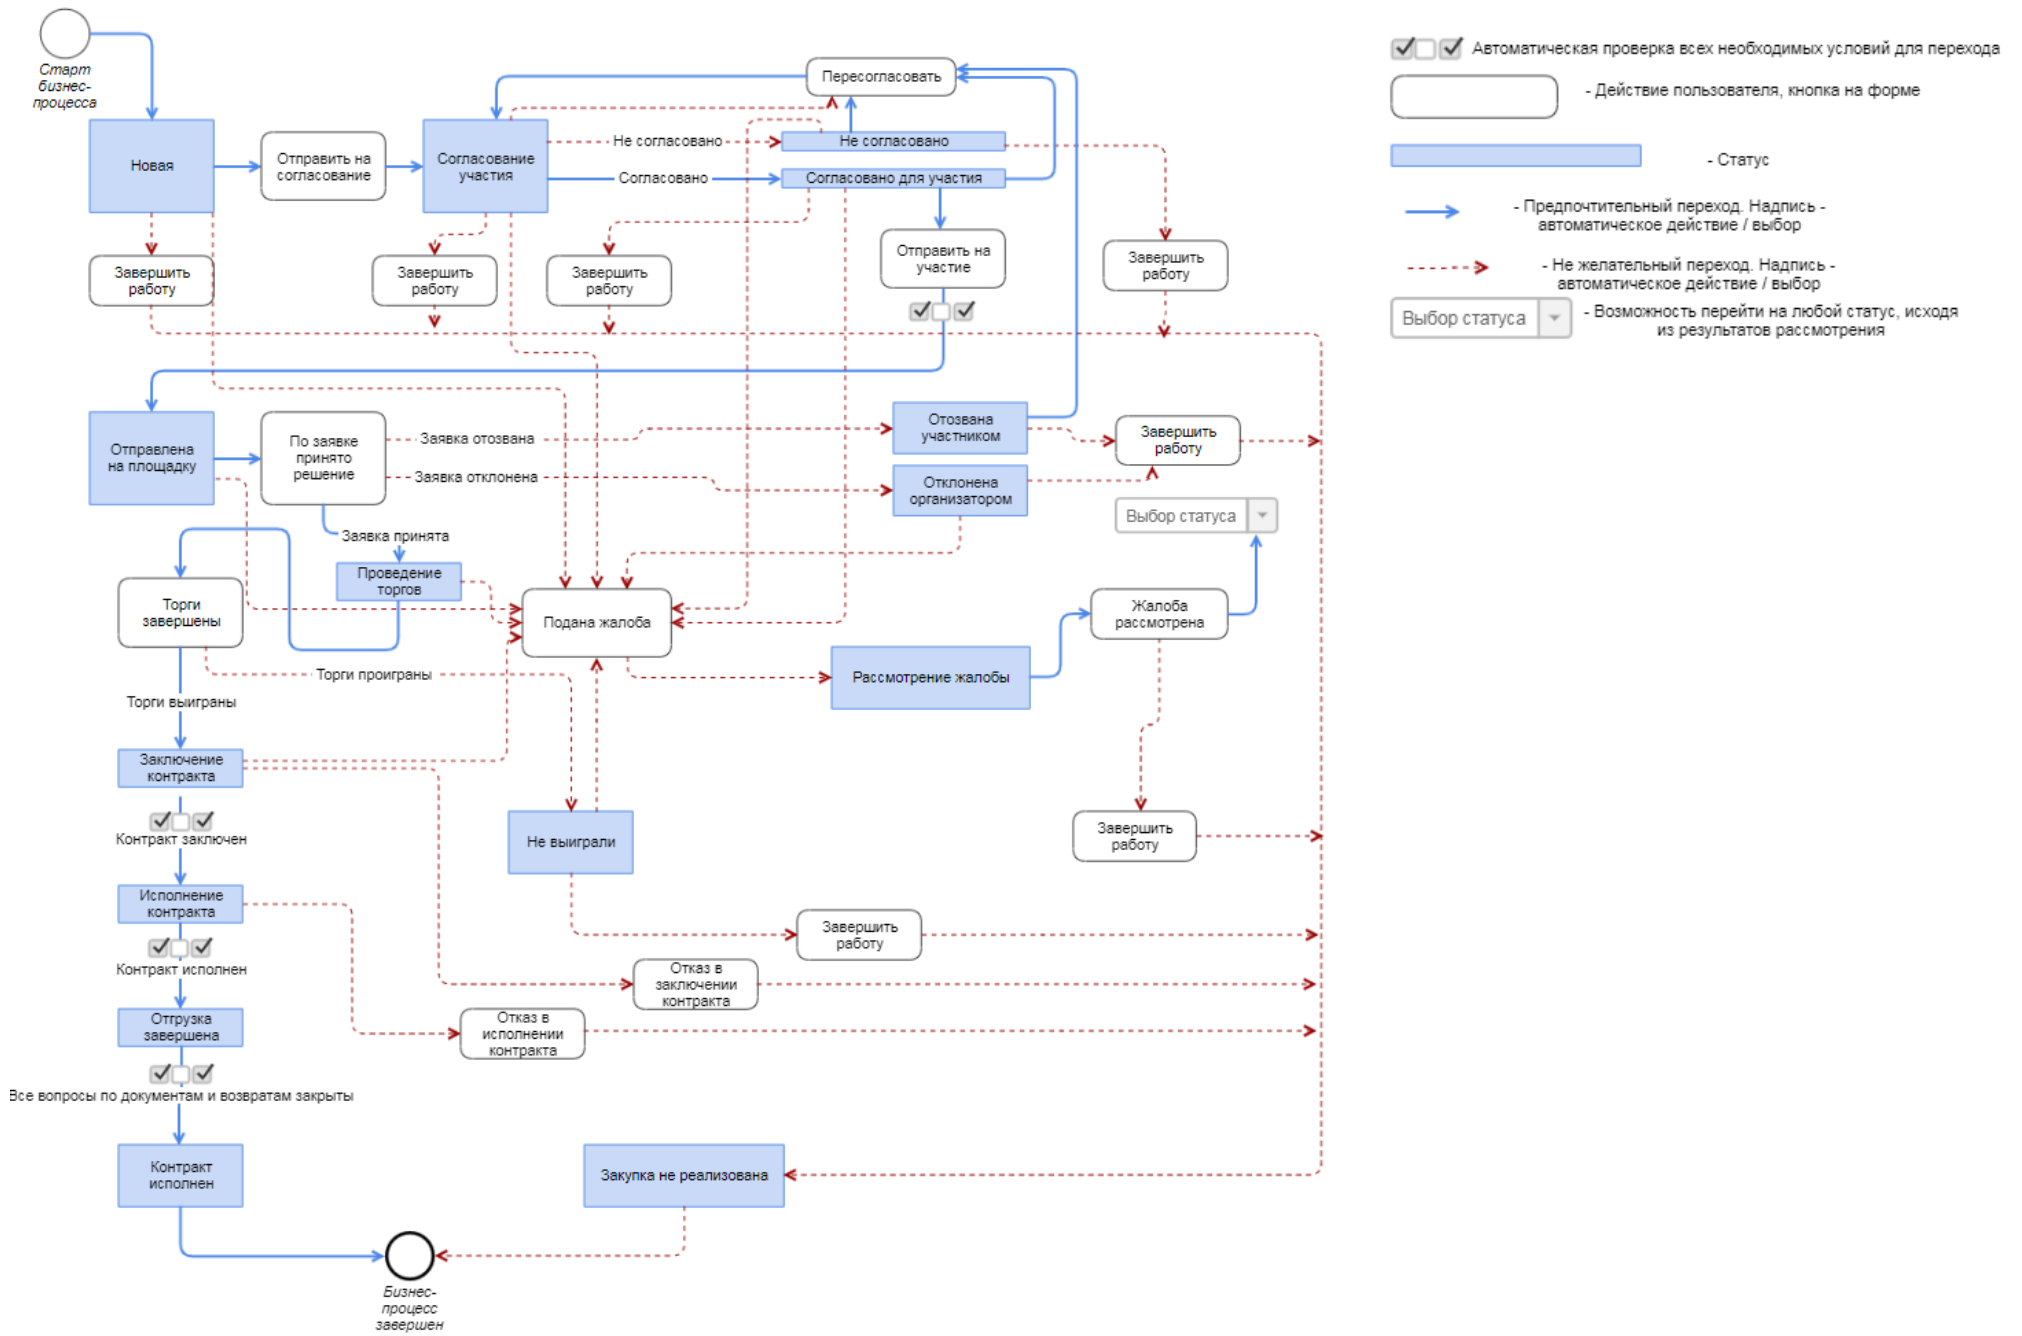 Старт
бизнес-
процесса
Новая
Отправить на
согласование
Согласование
участия
Пересогласовать
Не согласовано
Не согласовано
Согласовано
Согласовано для участия
Завершить
работу
Завершить
работу
Завершить
работу
Отправить на
участие
Завершить
работу
Отправлена
на площадку
По заявке
принято
решение
Заявка отозвана
Заявка отклонена
Заявка принята
Отозвана
участником
Отклонена
организатором
Завершить
работу
Выбор статуса
Проведение
торгов
Торги
завершены
Подана жалоба
Жалоба
рассмотрена
Торги проиграны
Рассмотрение жалобы
Торги выиграны
Заключение
контракта
Контракт заключен
Не выиграли
Завершить
работу
Исполнение
контракта
Завершить
работу
Контракт исполнен
Отказ в
заключении
контракта
Отгрузка
завершена
Отказ в
исполнении
контракта
Все вопросы по документам и возвратам закрыты
Контракт
исполнен
Закупка не реализована
Бизнес-
процесс
завершен
Автоматическая проверка всех необходимых условий для перехода
- Действие пользователя, кнопка на форме
- Статус
- Предпочтительный переход. Надпись -
автоматическое действие / выбор
- Не желательный переход. Надпись -
автоматическое действие / выбор
Выбор статуса
- Возможность перейти на любой статус, исходя
из результатов рассмотрения